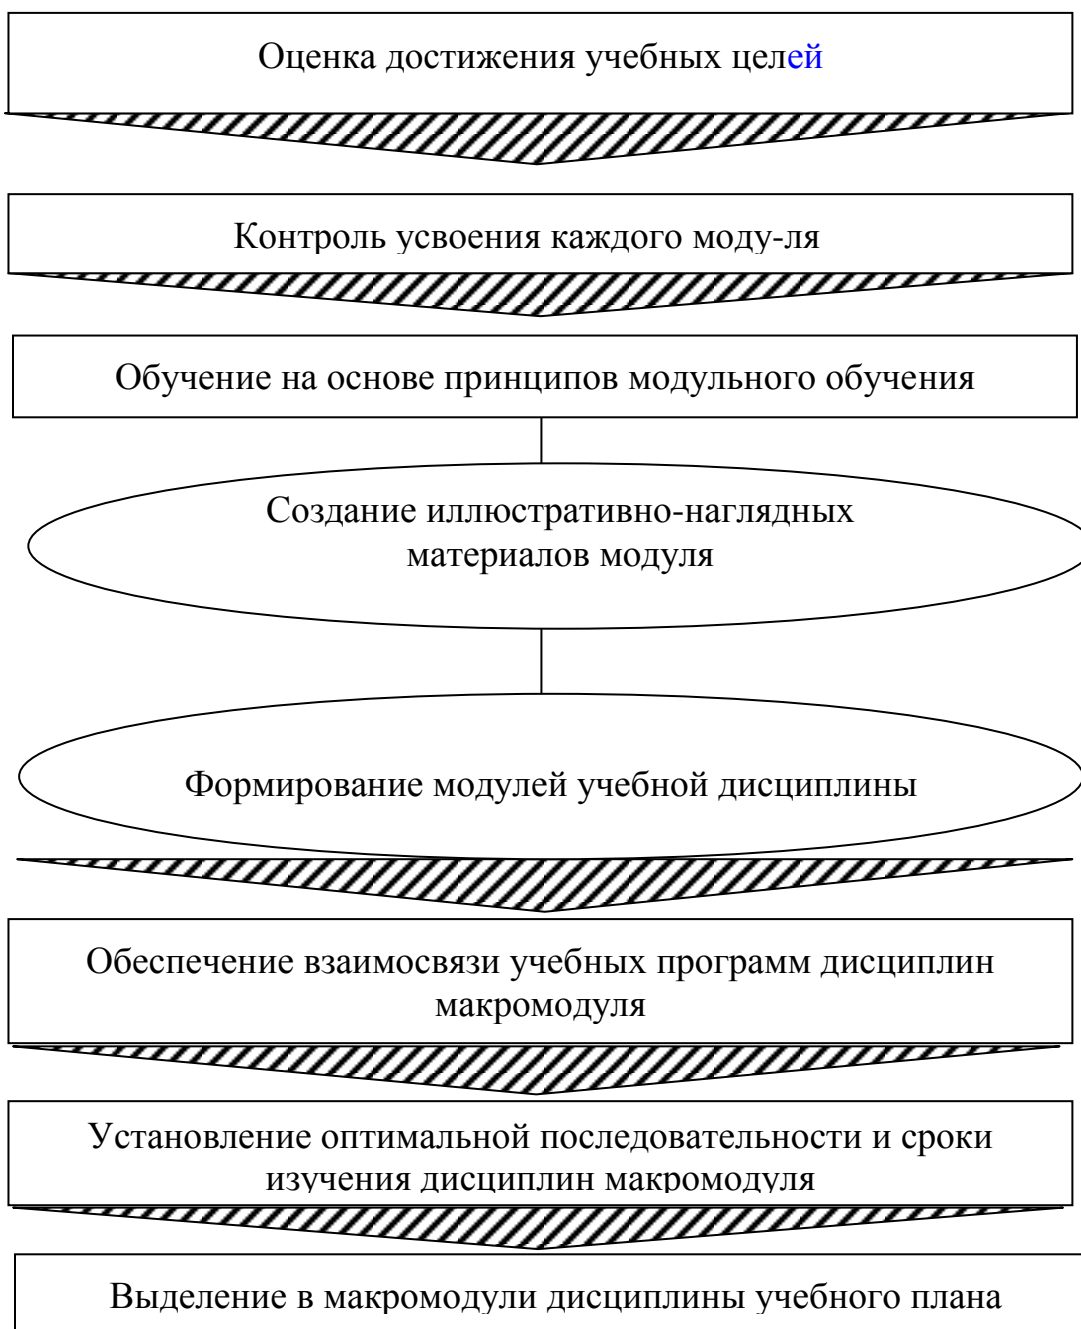 Оценка достижения учебных целей
Контроль усвоения каждого моду-ля
Обучение на основе принципов модульного обучения
Создание иллюстративно-наглядных
материалов модуля
Формирование модулей учебной дисциплины
Обеспечение взаимосвязи учебных программ дисциплин
макромодуля
Установление оптимальной последовательности и сроки
изучения дисциплин макромодуля
Выделение в макромодули дисциплины учебного плана